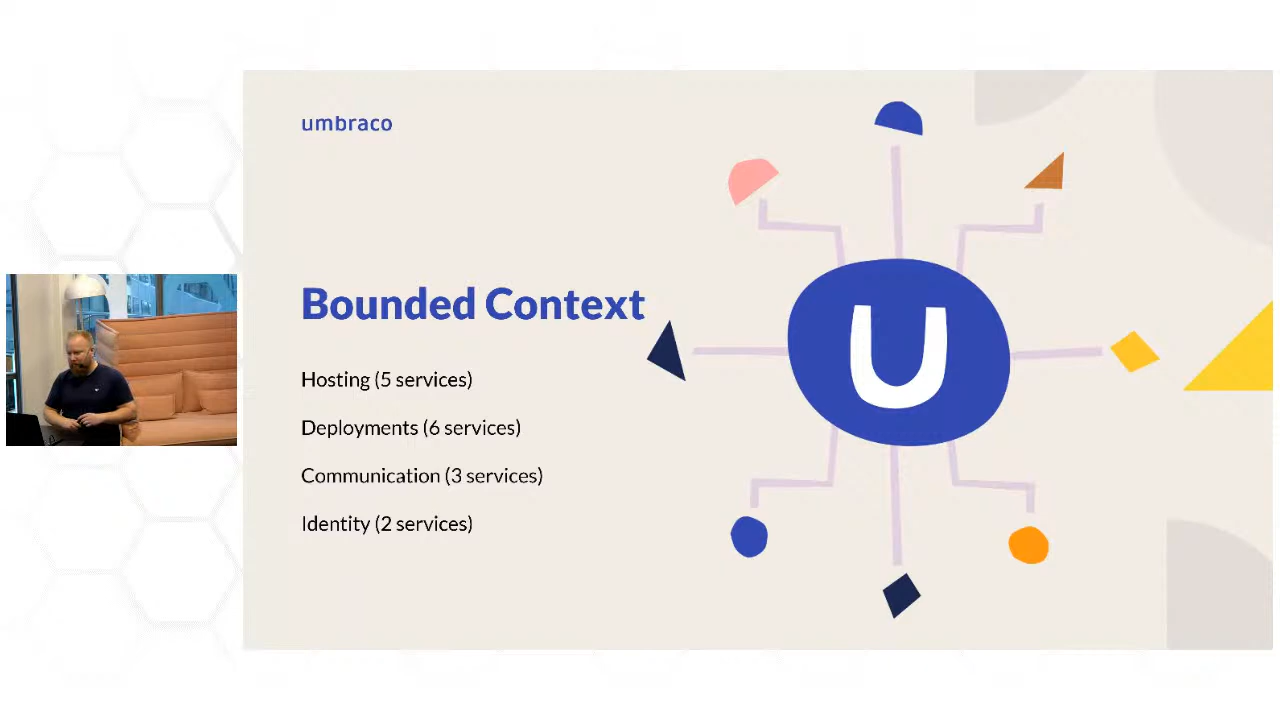 umbraco
Bounded Context
Hosting (5 services)
Deployments (6 services)
Communication (3 services)
Identity (2 services)
U